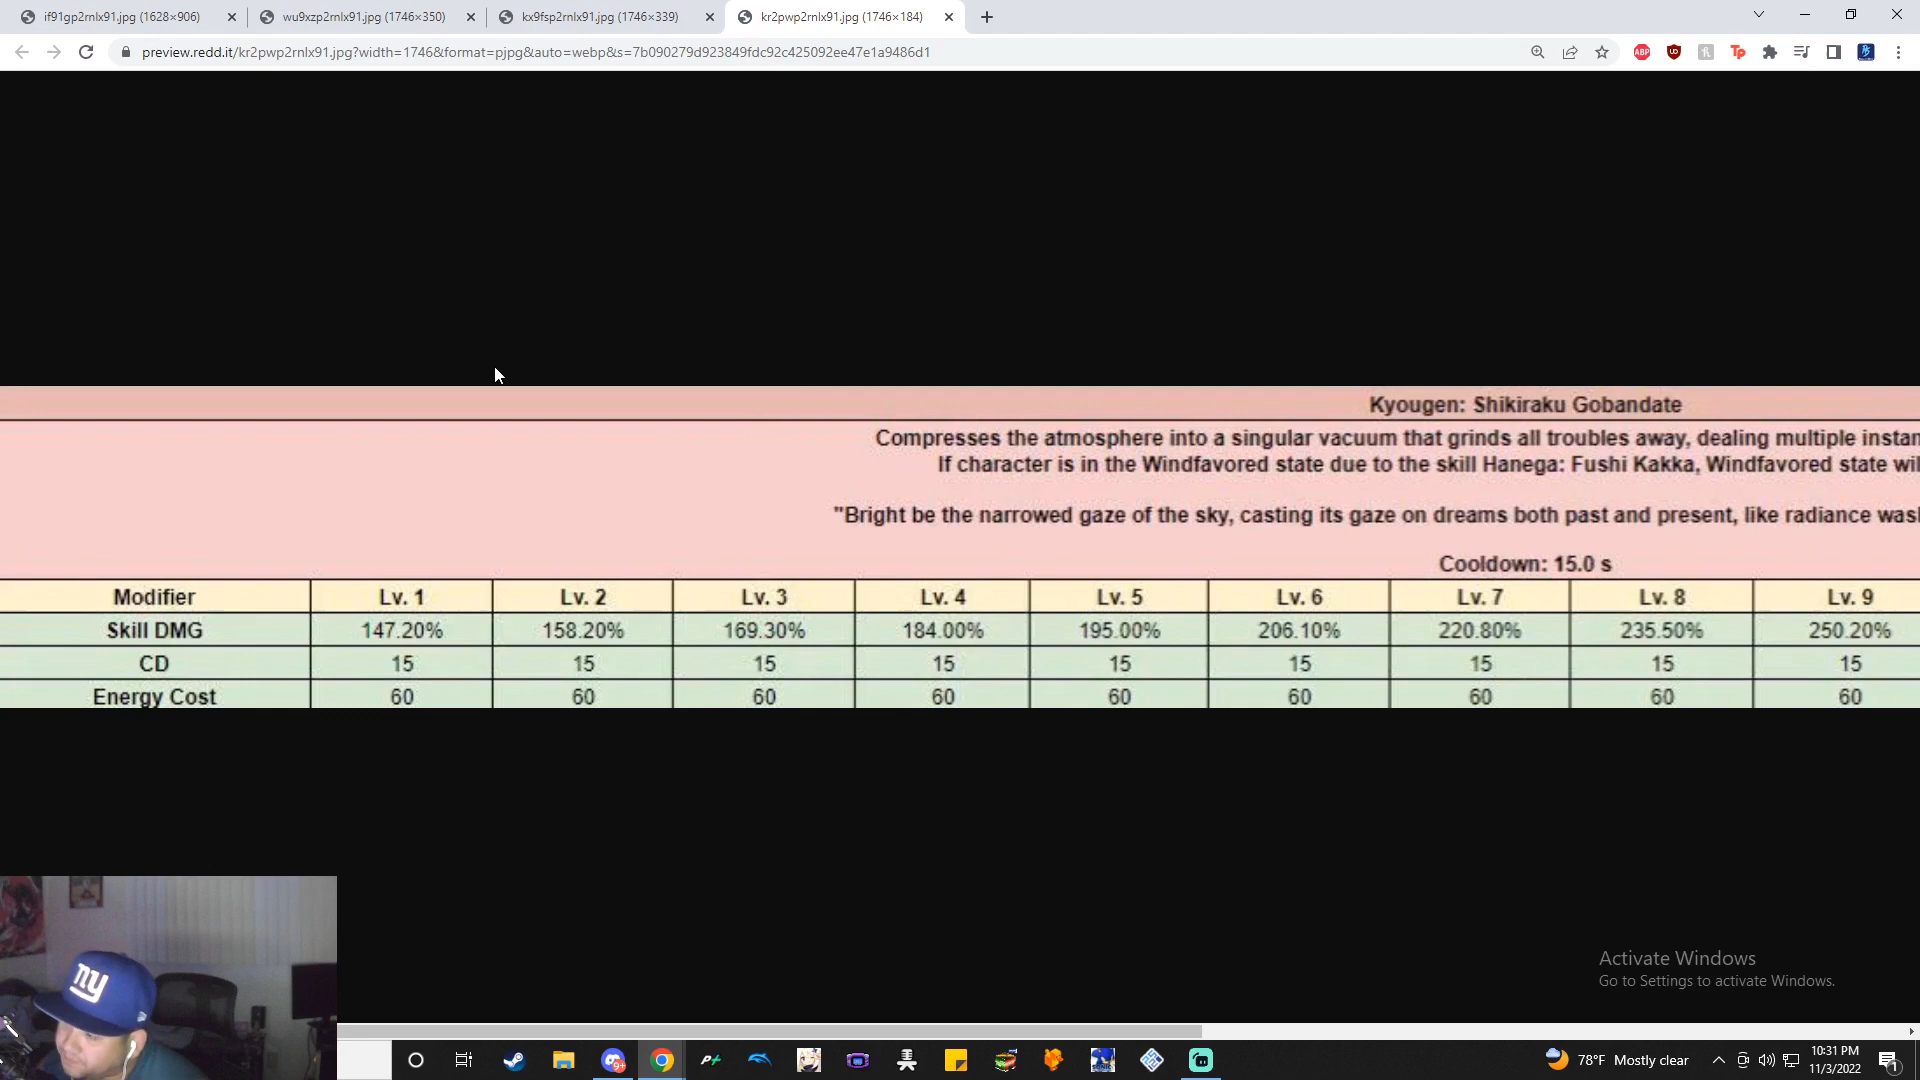 if91gp2rnlx91.jpg (1628×906)
wu9xzp2rnlx91.jpg (1746×350)
kx9fsp2rnlx91.jpg (1746×339)
kr2pwp2rnlx91.jpg (1746×184)
preview.redd.it/kr2pwp2rnlx91.jpg?width=1746&format=pjpg&auto=webp&s=7b090279d923849fdc92c425092ee47e1a9486d1
ABP
Kyougen: Shikiraku Gobandate
Compresses the atmosphere into a singular vacuum that grinds all troubles away, dealing multiple instan
If character is in the Windfavored state due to the skill Hanega: Fushi Kakka, Windfavored state wil
"Bright be the narrowed gaze of the sky, casting its gaze on dreams both past and present, like radiance was
Cooldown: 15.0 s
Modifier Lv. 1 Lv. 2 Lv. 3 Lv. 4 Lv. 5 Lv. 6 Lv. 7 Lv. 8 Lv. 9
Skill DMG 147.20% 158.20% 169.30% 184.00% 195.00% 206.10% 220.80% 235.50% 250.20%
CD 15 15 15 15 15 15 15 15 15
Energy Cost 60 60 60 60 60 60 60 60 60
Activate Windows
Go to Settings to activate Windows.
ny
78°F Mostly clear
10:31 PM
11/3/2022